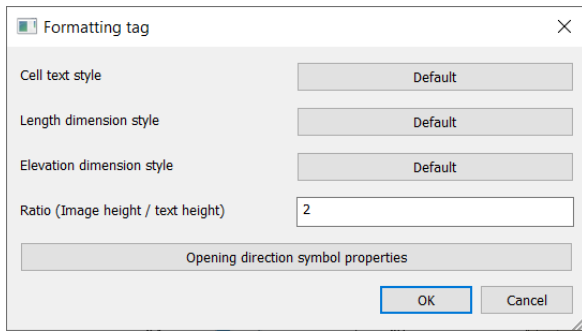 Formatting tag
Cell text style Default
Length dimension style Default
Elevation dimension style Default
Ratio (Image height / text height) 2
Opening direction symbol properties
OK Cancel